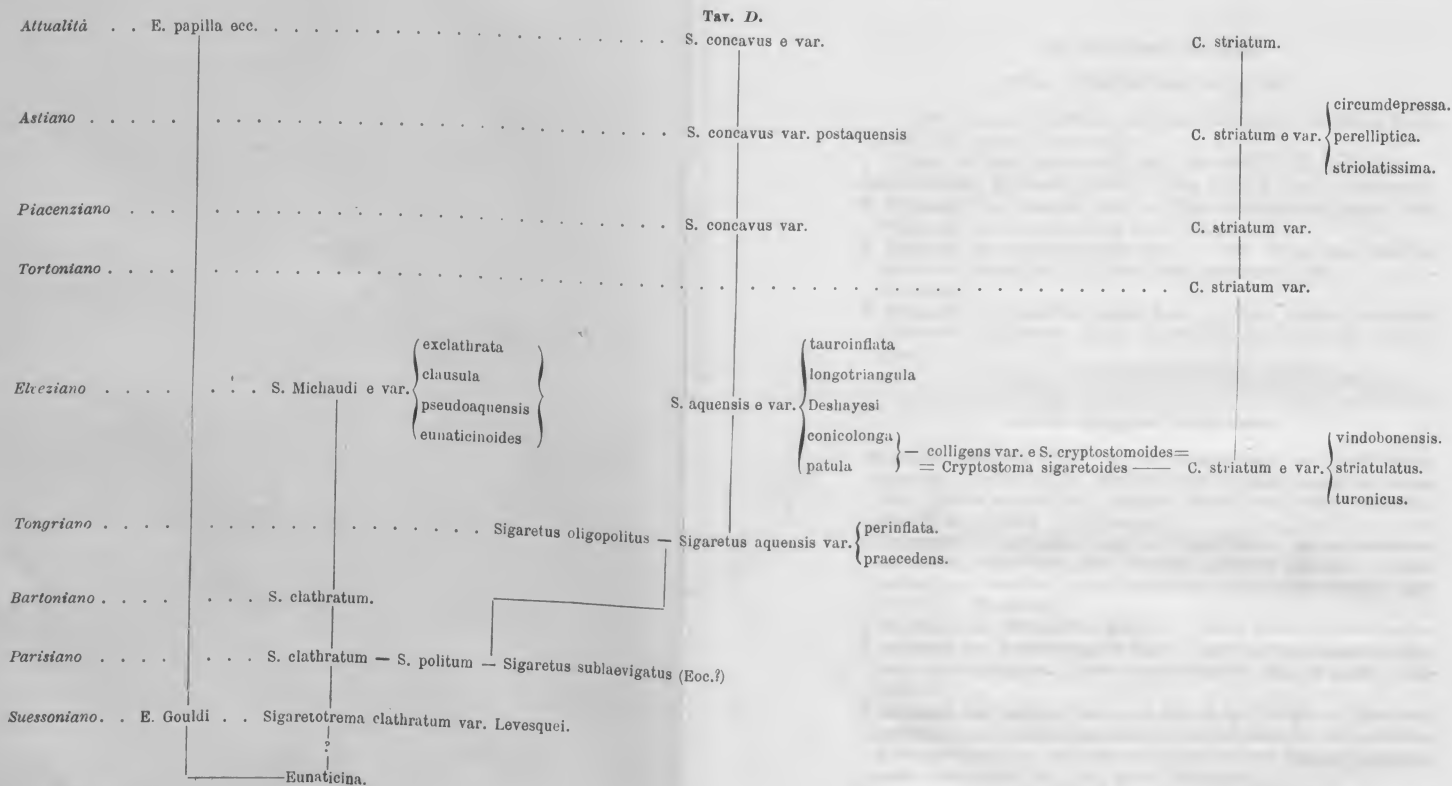 Tav. D.
Attualità . . E. papilla ecc. . . . . . . . . . . . . . . . . . . . . . . S. concavus e var. C. striatum.
circumdepressa.
Astiano . . . . . . . . . . . . . . . . . . . . . . . . . . . . S. concavus var. postaquensis C. striatum e var. perelliptica.
striolatissima.
Piacenziano . . . . . . . . . . . . . . . . . . . . . . . . . . S. concavus var. C. striatum var.
Tortoniano . . . . . . . . . . . . . . . . . . . . . . . . . . . . . . . . . . . . . . . . C. striatum var.
exclathrata
clausula
Elveziano . . . . . S. Michaudi e var.
pseudoaquensis
eunaticinoides
tauroinflata
longotriangula
S. aquensis e var. Deshayesi
conicolonga
patula
— colligens var. e S. cryptostomoides=
= Cryptostoma sigaretoides —— C. striatum e var.
vindobonensis.
striatulatus.
turonicus.
Tongriano . . . . . . . . . . . . . . . . . Sigaretus oligopolitus — Sigaretus aquensis var.
perinflata.
praecedens.
Bartoniano . . . . . . . S. clathratum.
Parisiano . . . . . . . S. clathratum — S. politum — Sigaretus sublaevigatus (Eoc.?)
Suessoniano . . E. Gouldi . . Sigaretotrema clathratum var. Levesquei.
?
Eunaticina.